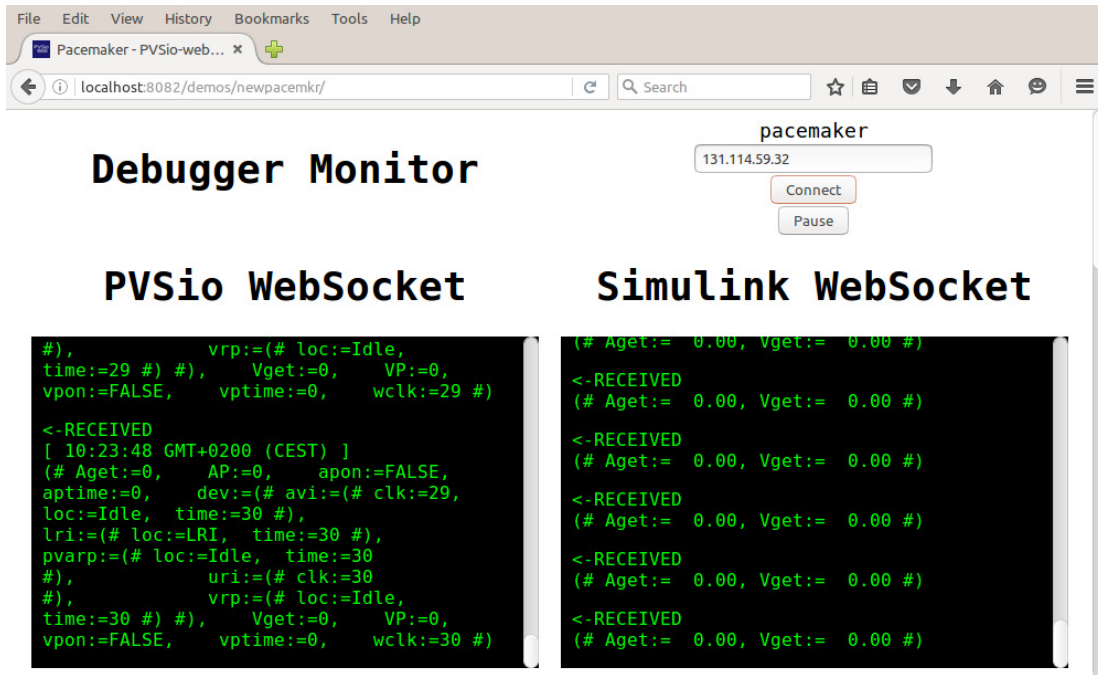 File Edit View History Bookmarks Tools Help
Pacemaker - PVSio-web... ×
localhost:8082/demos/newpacemkr/
Search
Debugger Monitor
pacemaker
131.114.59.32
Connect
Pause
PVSio WebSocket
#), vrp:=(# loc:=Idle,
time:=29 #) #), Vget:=0, VP:=0,
vpon:=FALSE, vptime:=0, wclk:=29 #)
<-RECEIVED
[ 10:23:48 GMT+0200 (CEST) ]
(# Aget:=0, AP:=0, apon:=FALSE,
aptime:=0, dev:=(# avi:=(# clk:=29,
loc:=Idle, time:=30 #),
lri:=(# loc:=LRI, time:=30 #),
pvarp:=(# loc:=Idle, time:=30
#), uri:=(# clk:=30
#), vrp:=(# loc:=Idle,
time:=30 #) #), Vget:=0, VP:=0,
vpon:=FALSE, vptime:=0, wclk:=30 #)
Simulink WebSocket
(# Aget:= 0.00, Vget:= 0.00 #)
<-RECEIVED
(# Aget:= 0.00, Vget:= 0.00 #)
<-RECEIVED
(# Aget:= 0.00, Vget:= 0.00 #)
<-RECEIVED
(# Aget:= 0.00, Vget:= 0.00 #)
<-RECEIVED
(# Aget:= 0.00, Vget:= 0.00 #)
<-RECEIVED
(# Aget:= 0.00, Vget:= 0.00 #)